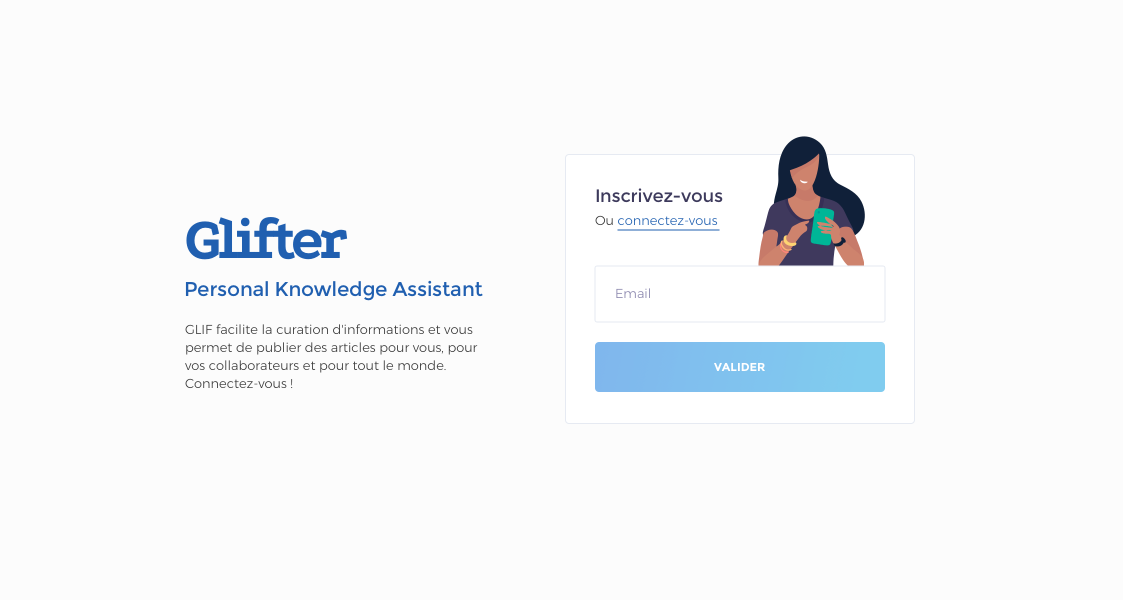 Glifter
Personal Knowledge Assistant
GLIF facilite la curation d'informations et vous
permet de publier des articles pour vous, pour
vos collaborateurs et pour tout le monde.
Connectez-vous !
Inscrivez-vous
Ou connectez-vous
Email
VALIDER